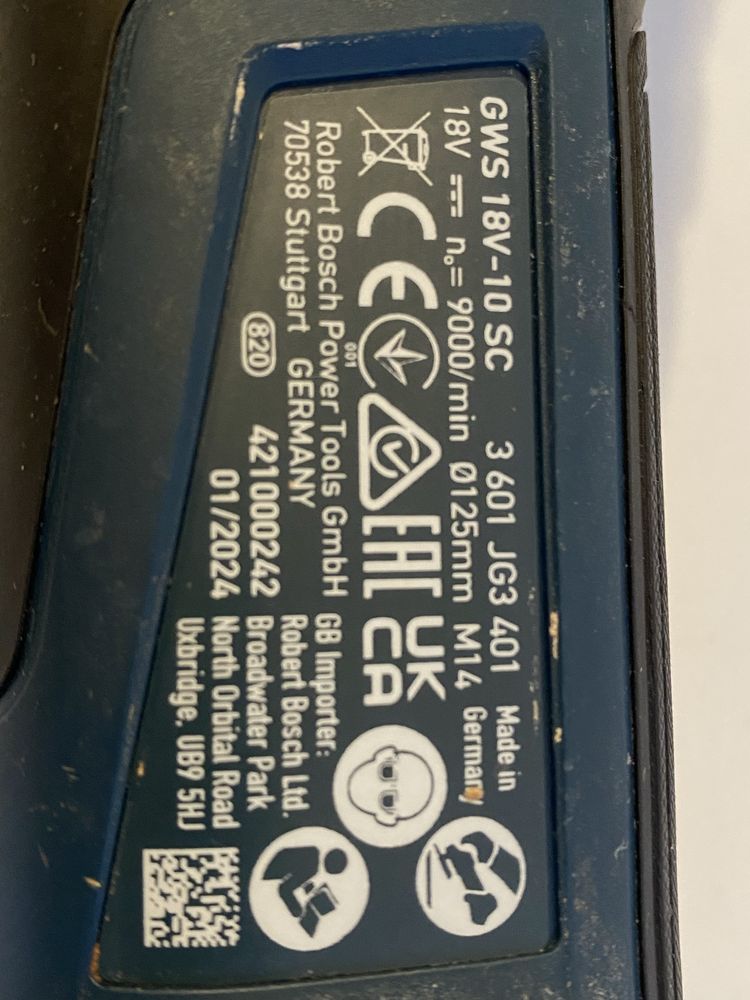 GWS 18V-10 SC
3 601 JG3 401
Made in
Germany
18V ⎓ n₀= 9000/min Ø125mm M14
CE
001
EAC
UK
CA
Robert Bosch Power Tools GmbH
70538 Stuttgart GERMANY
820
421000242
01/2024
GB Importer:
Robert Bosch Ltd.
Broadwater Park
North Orbital Road
Uxbridge. UB9 5HJ